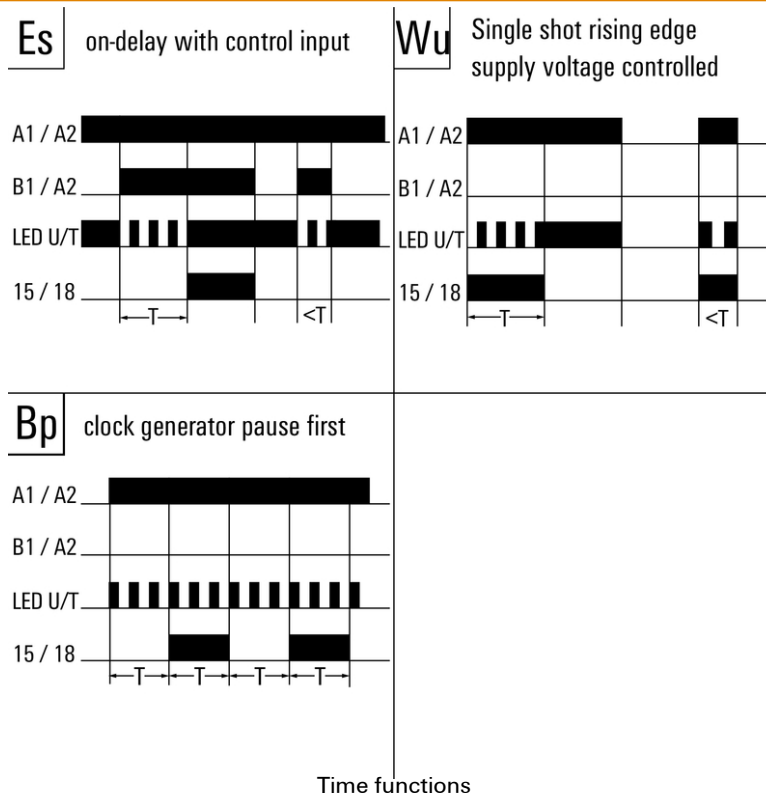 Es
on-delay with control input
A1 / A2
B1 / A2
LED U/T
15 / 18
T
<T
Wu
Single shot rising edge
supply voltage controlled
A1 / A2
B1 / A2
LED U/T
15 / 18
T
<T
Bp
clock generator pause first
A1 / A2
B1 / A2
LED U/T
15 / 18
T T T T
Time functions